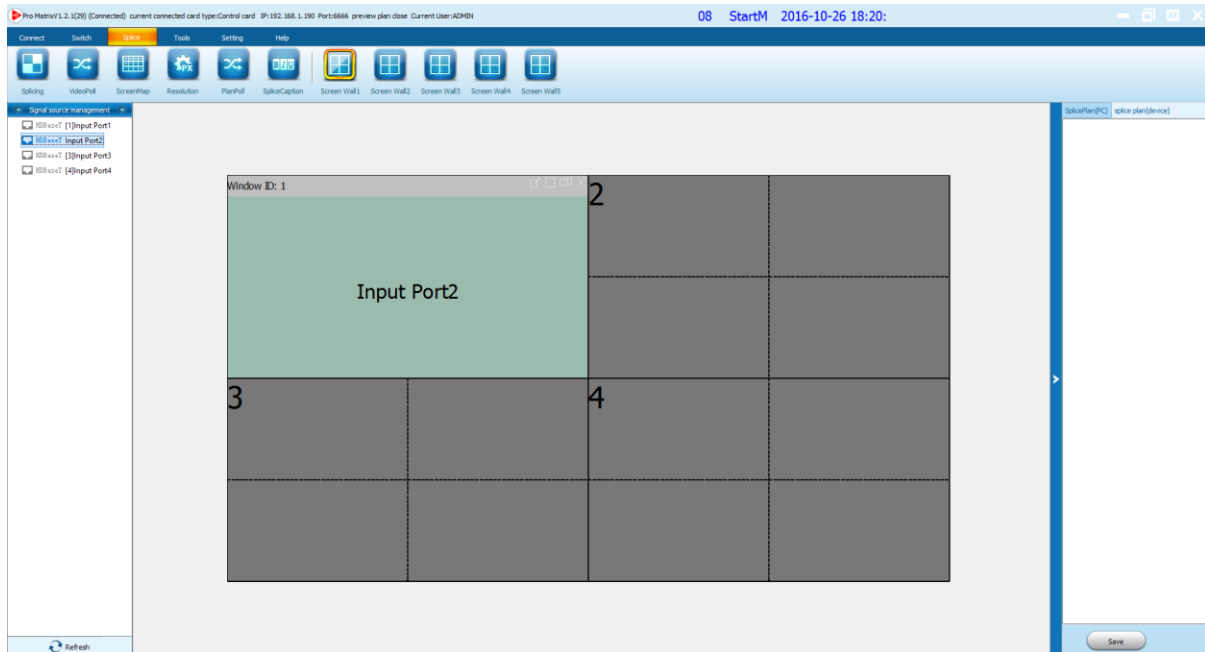 Pro MatrixV1.2.1(29) (Connected) current connected card type:Control card IP:192.168.1.190 Port:6666 preview plan close Current User:ADMIN
08 StartM 2016-10-26 18:20:
Connect Switch Splice Tools Setting Help
Splicing VideoPoll ScreenMap Resolution PlanPoll SpliceCaption Screen Wall1 Screen Wall2 Screen Wall3 Screen Wall4 Screen Wall5
Signal source management
HDBaseT [1]Input Port1
HDBaseT Input Port2
HDBaseT [3]Input Port3
HDBaseT [4]Input Port4
Refresh
Window ID: 1
Input Port2
2
3
4
SplicePlan(PC) splice plan(device)
Save